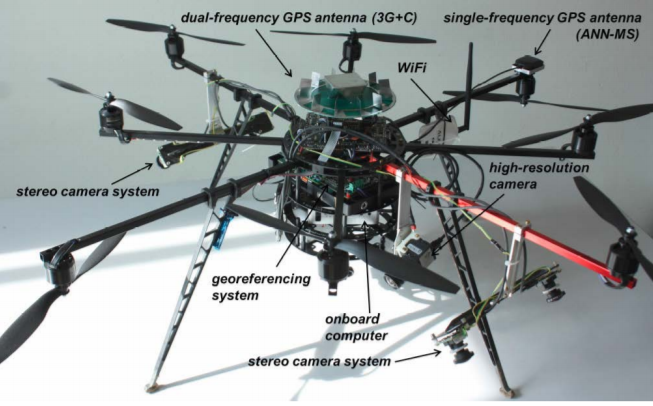 dual-frequency GPS antenna (3G+C)
single-frequency GPS antenna
(ANN-MS)
WiFi
stereo camera system
high-resolution
camera
georeferencing
system
onboard
computer
stereo camera system